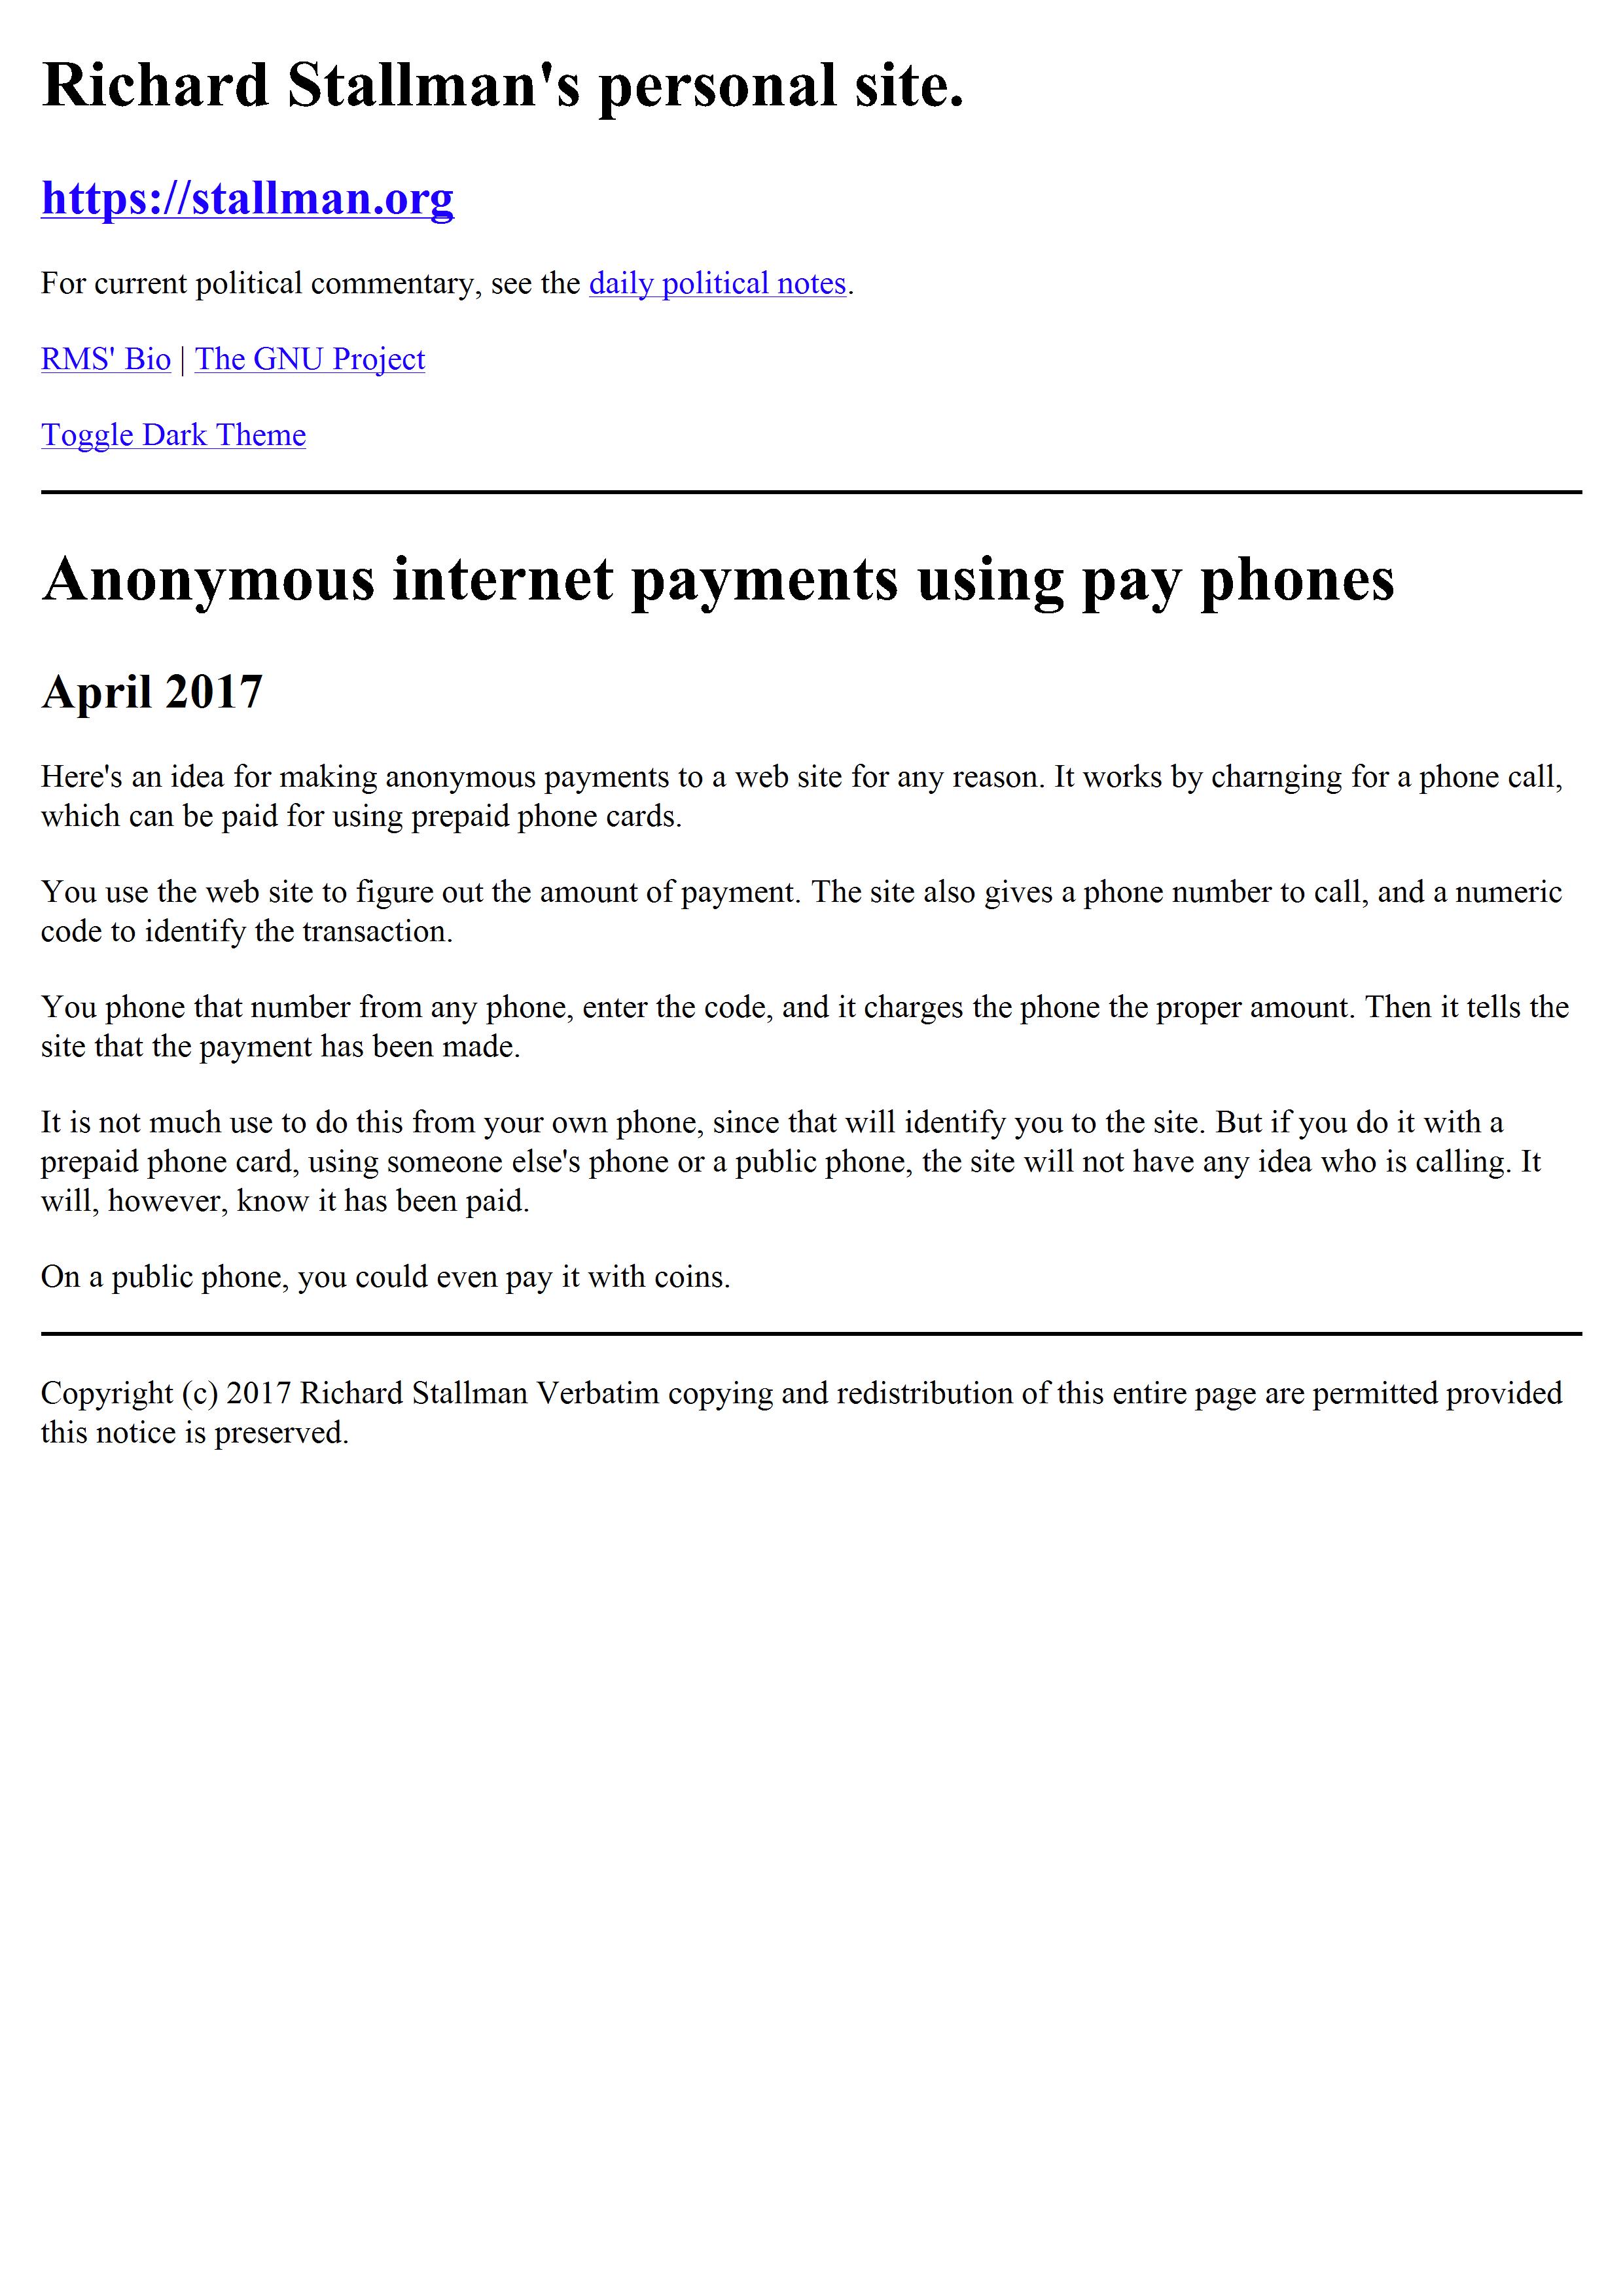 Richard Stallman's personal site.
https://stallman.org
For current political commentary, see the daily political notes.
RMS' Bio | The GNU Project
Toggle Dark Theme
Anonymous internet payments using pay phones
April 2017
Here's an idea for making anonymous payments to a web site for any reason. It works by charnging for a phone call,
which can be paid for using prepaid phone cards.
You use the web site to figure out the amount of payment. The site also gives a phone number to call, and a numeric
code to identify the transaction.
You phone that number from any phone, enter the code, and it charges the phone the proper amount. Then it tells the
site that the payment has been made.
It is not much use to do this from your own phone, since that will identify you to the site. But if you do it with a
prepaid phone card, using someone else's phone or a public phone, the site will not have any idea who is calling. It
will, however, know it has been paid.
On a public phone, you could even pay it with coins.
Copyright (c) 2017 Richard Stallman Verbatim copying and redistribution of this entire page are permitted provided
this notice is preserved.